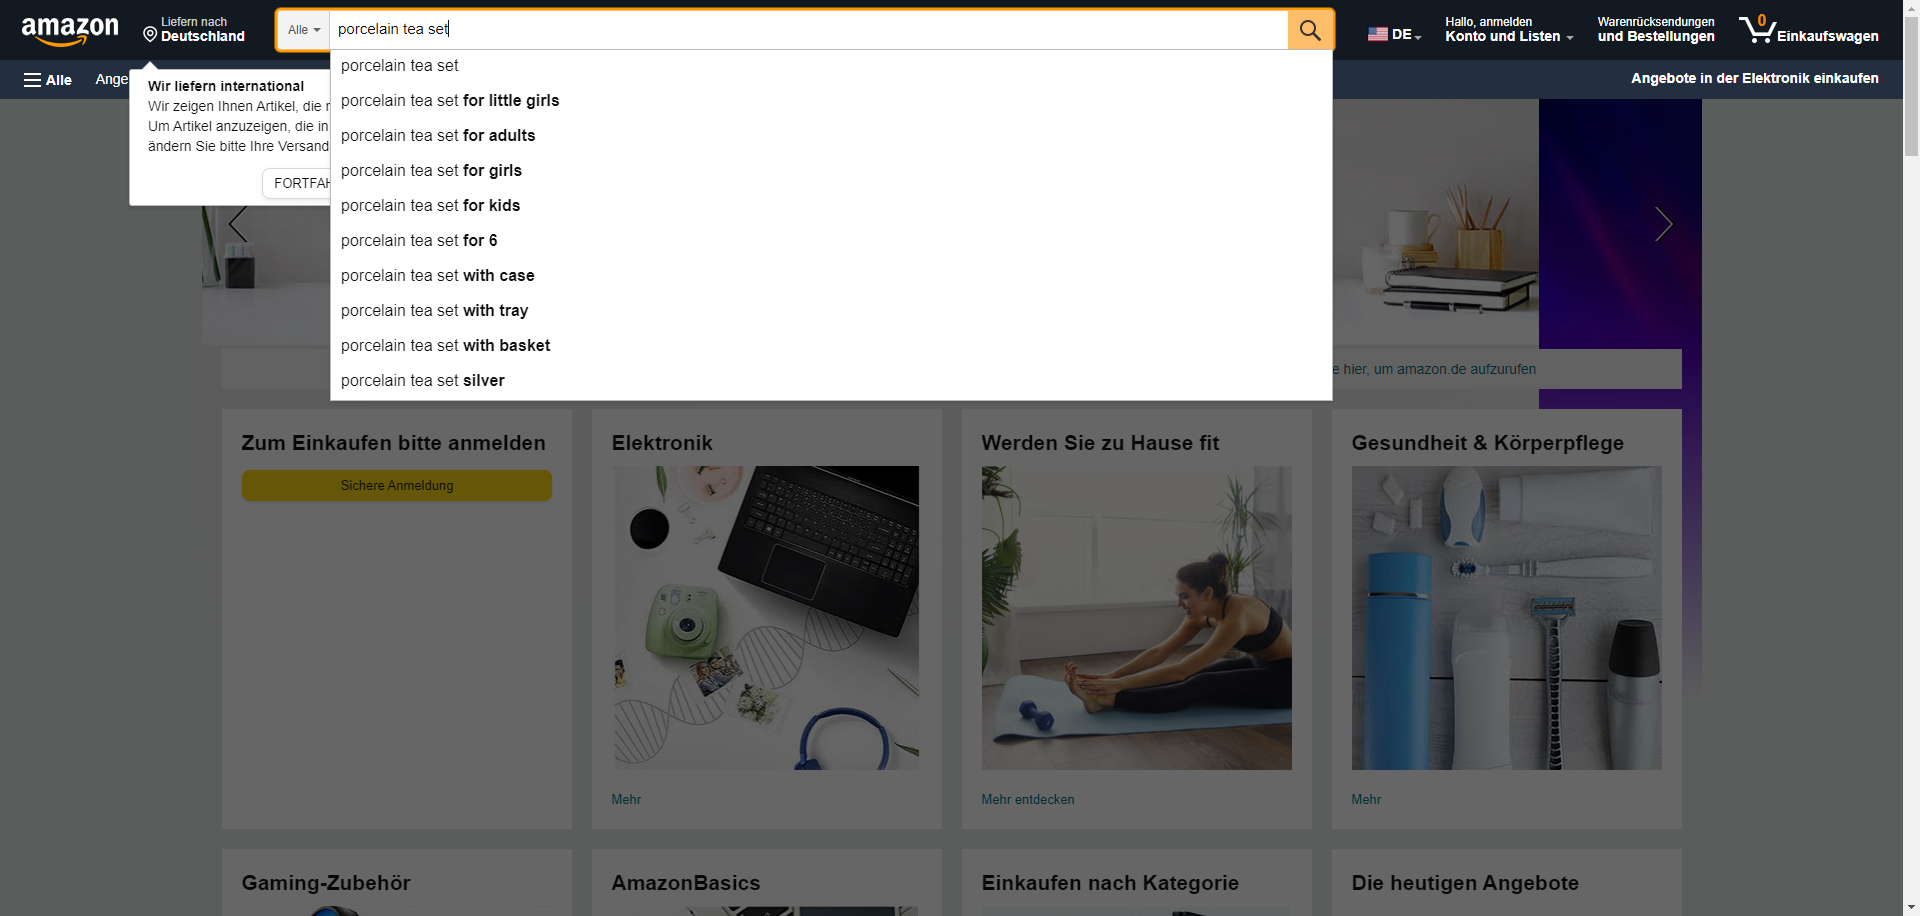 amazon
Liefern nach
Deutschland
Alle
porcelain tea set
DE
Hallo, anmelden
Konto und Listen
Warenrücksendungen
und Bestellungen
0
Einkaufswagen
Alle
Ange
Angebote in der Elektronik einkaufen
Wir liefern international
Wir zeigen Ihnen Artikel, die
Um Artikel anzuzeigen, die in
ändern Sie bitte Ihre Versand
FORTFAH
porcelain tea set
porcelain tea set for little girls
porcelain tea set for adults
porcelain tea set for girls
porcelain tea set for kids
porcelain tea set for 6
porcelain tea set with case
porcelain tea set with tray
porcelain tea set with basket
porcelain tea set silver
e hier, um amazon.de aufzurufen
Zum Einkaufen bitte anmelden
Sichere Anmeldung
Elektronik
Mehr
Werden Sie zu Hause fit
Mehr entdecken
Gesundheit & Körperpflege
Mehr
Gaming-Zubehör
AmazonBasics
Einkaufen nach Kategorie
Die heutigen Angebote